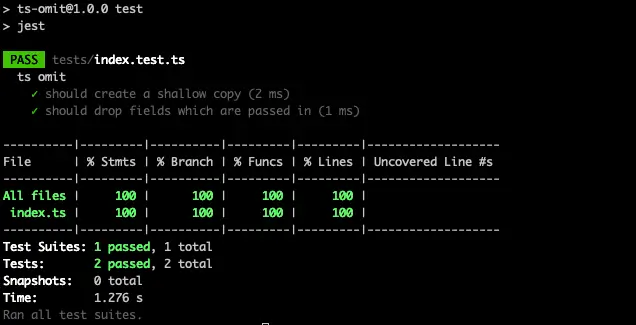 > ts-omit@1.0.0 test
> jest
PASS tests/index.test.ts
ts omit
✓ should create a shallow copy (2 ms)
✓ should drop fields which are passed in (1 ms)
----------|---------|----------|---------|---------|-------------------
File      | % Stmts | % Branch | % Funcs | % Lines | Uncovered Line #s
----------|---------|----------|---------|---------|-------------------
All files |     100 |      100 |     100 |     100 |
 index.ts |     100 |      100 |     100 |     100 |
----------|---------|----------|---------|---------|-------------------
Test Suites: 1 passed, 1 total
Tests:       2 passed, 2 total
Snapshots:   0 total
Time:        1.276 s
Ran all test suites.